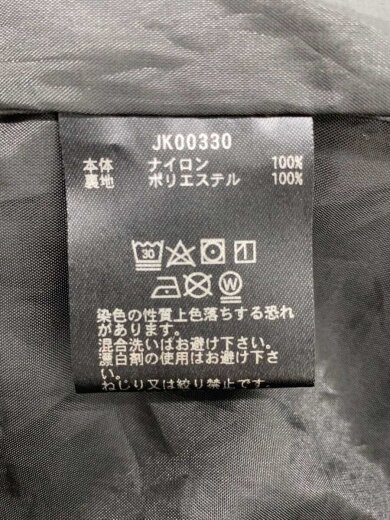 JK00330
本体 ナイロン 100%
裏地 ポリエステル 100%
30
W
染色の性質上色落ちする恐れ
があります。
混合洗いはお避け下さい。
漂白剤の使用はお避け下さ
い。
ねじり又は絞り禁止です。